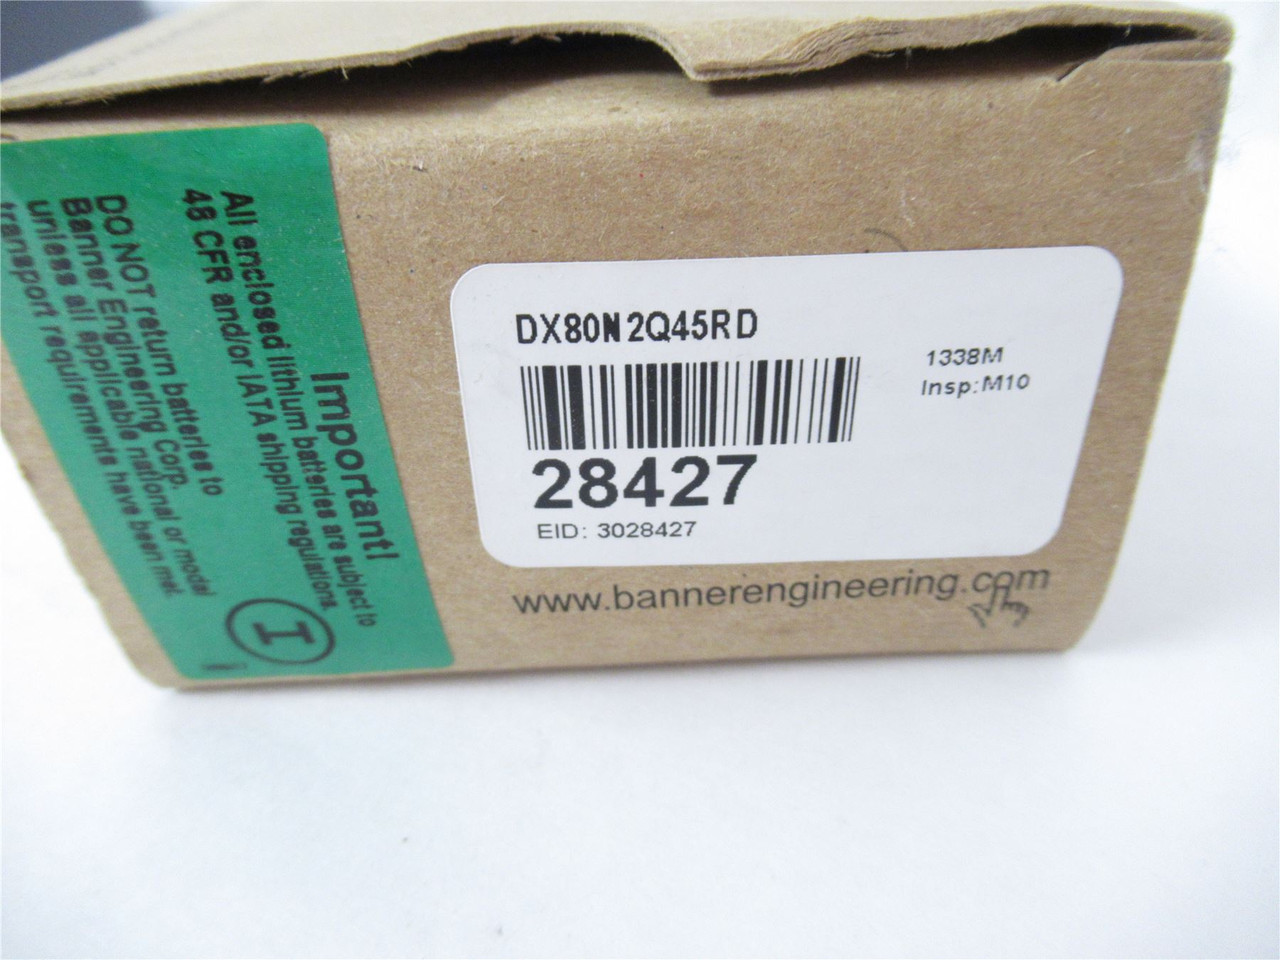 Important!
All enclosed lithium batteries are subject to
48 CFR and/or IATA shipping regulations.
DO NOT return batteries to
Banner Engineering Corp.
unless all applicable national or modal
transport requirements have been met.
I
DX80N2Q45RD
1338M
Insp:M10
28427
EID: 3028427
www.bannerengineering.com